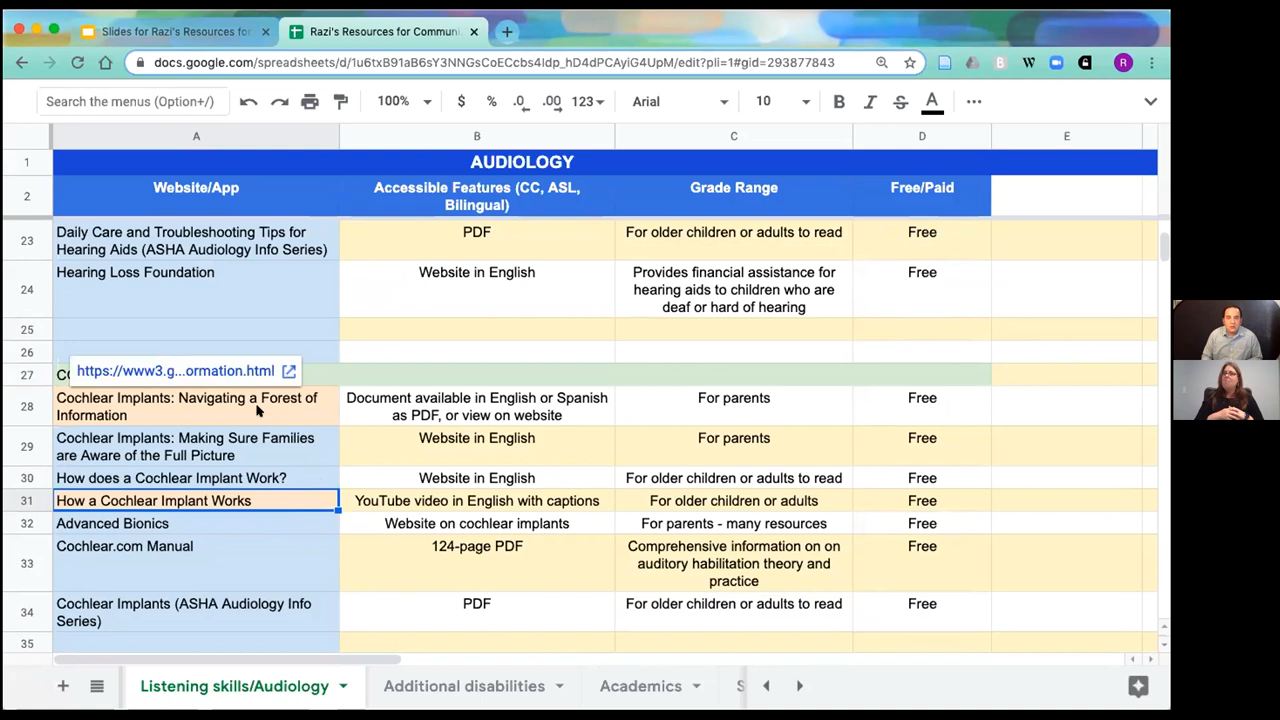 Slides for Razi's Resources for
Razi's Resources for Communi
docs.google.com/spreadsheets/d/1u6txB91aB6sY3NNGsCoECcbs4Idp_hD4dPCAyiG4UpM/edit?pli=1#gid=293877843
W
R
Search the menus (Option+/)
100%
$
%
.0
.00
123
Arial
10
B
I
S
A
A
B
C
D
E
1
AUDIOLOGY
2
Website/App
Accessible Features (CC, ASL,
Bilingual)
Grade Range
Free/Paid
23
Daily Care and Troubleshooting Tips for
Hearing Aids (ASHA Audiology Info Series)
PDF
For older children or adults to read
Free
24
Hearing Loss Foundation
Website in English
Provides financial assistance for
hearing aids to children who are
deaf or hard of hearing
Free
25
26
27
https://www3.g...ormation.html
28
Cochlear Implants: Navigating a Forest of
Information
Document available in English or Spanish
as PDF, or view on website
For parents
Free
29
Cochlear Implants: Making Sure Families
are Aware of the Full Picture
Website in English
For parents
Free
30
How does a Cochlear Implant Work?
Website in English
For older children or adults to read
Free
31
How a Cochlear Implant Works
YouTube video in English with captions
For older children or adults
Free
32
Advanced Bionics
Website on cochlear implants
For parents - many resources
Free
33
Cochlear.com Manual
124-page PDF
Comprehensive information on on
auditory habilitation theory and
practice
Free
34
Cochlear Implants (ASHA Audiology Info
Series)
PDF
For older children or adults to read
Free
35
Listening skills/Audiology
Additional disabilities
Academics